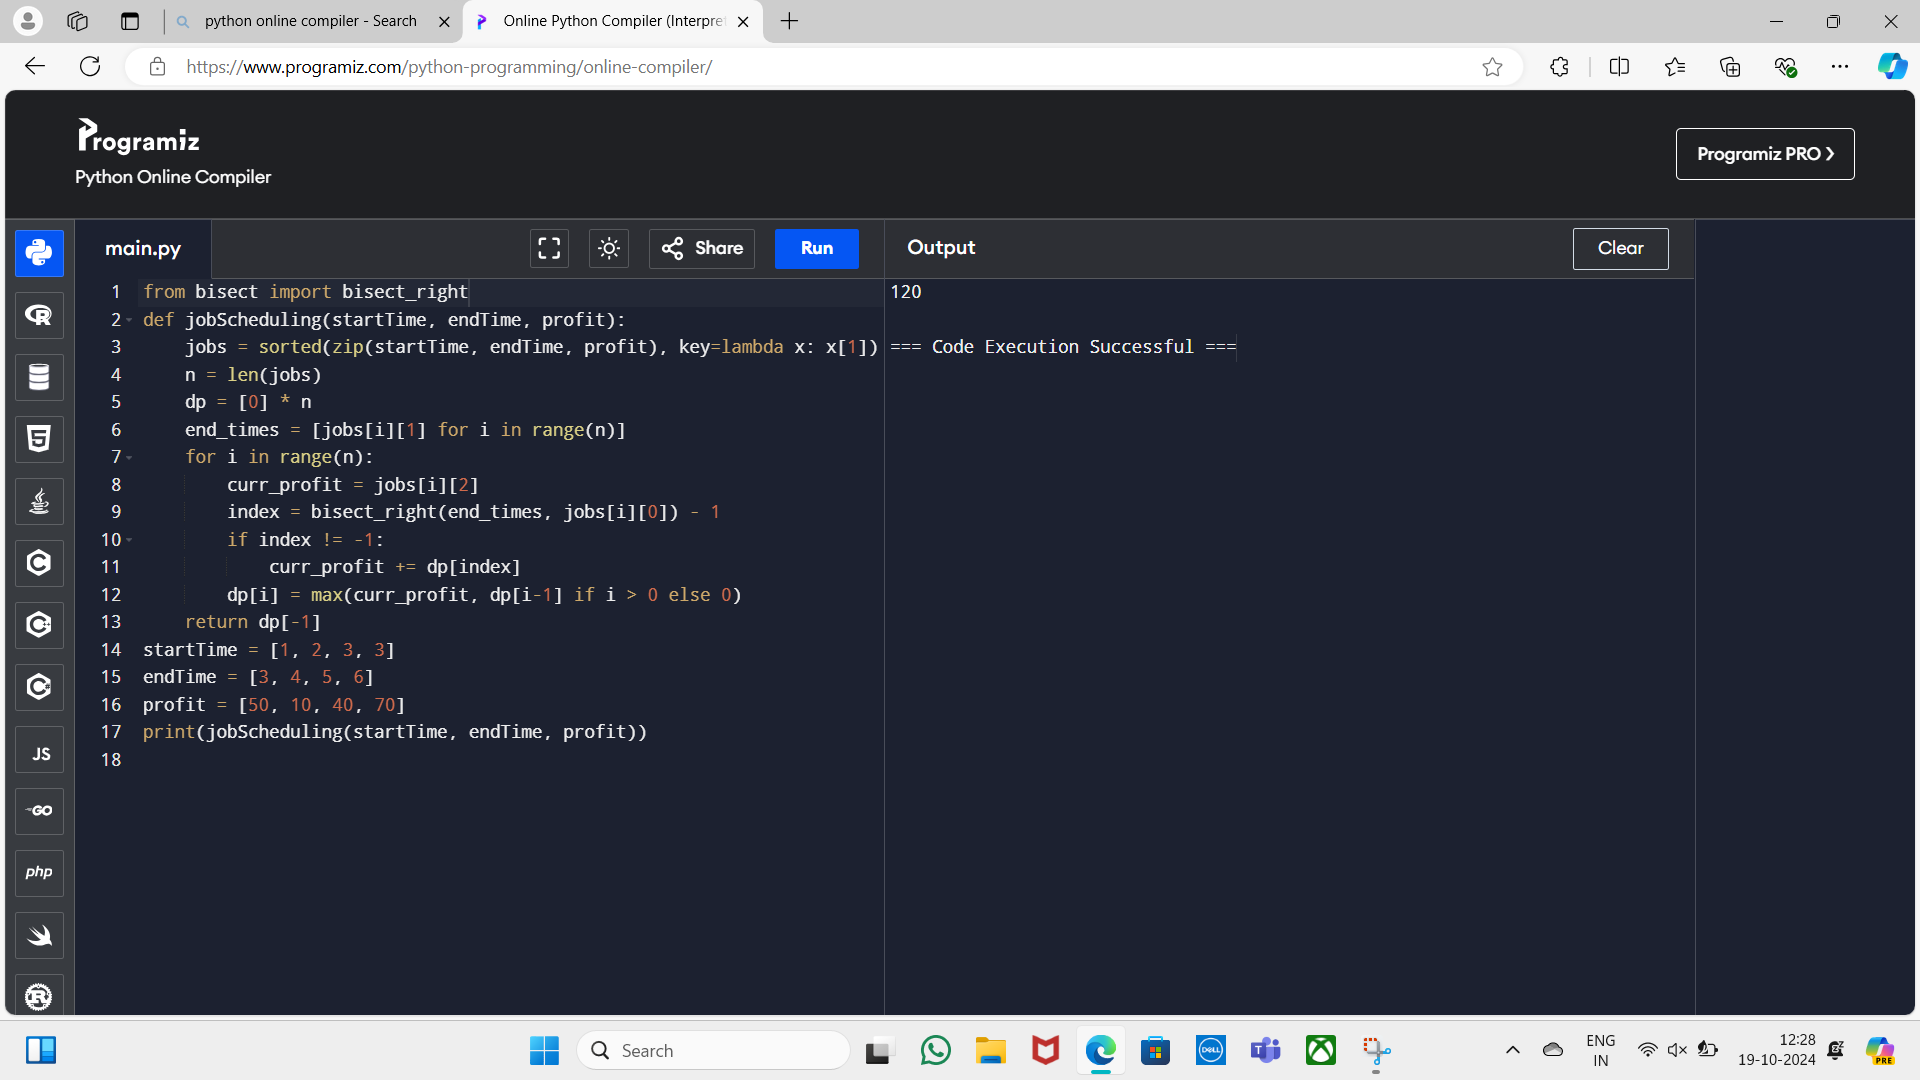 python online compiler - Search
Online Python Compiler (Interpre
https://www.programiz.com/python-programming/online-compiler/
Programiz
Python Online Compiler
Programiz PRO ❯
main.py
Share
Run
Output
Clear
1 from bisect import bisect_right
2 def jobScheduling(startTime, endTime, profit):
3     jobs = sorted(zip(startTime, endTime, profit), key=lambda x: x[1])
4     n = len(jobs)
5     dp = [0] * n
6     end_times = [jobs[i][1] for i in range(n)]
7     for i in range(n):
8         curr_profit = jobs[i][2]
9         index = bisect_right(end_times, jobs[i][0]) - 1
10         if index != -1:
11             curr_profit += dp[index]
12         dp[i] = max(curr_profit, dp[i-1] if i > 0 else 0)
13     return dp[-1]
14 startTime = [1, 2, 3, 3]
15 endTime = [3, 4, 5, 6]
16 profit = [50, 10, 40, 70]
17 print(jobScheduling(startTime, endTime, profit))
18
120
=== Code Execution Successful ===
R
5
C
C
C
JS
GO
php
R
Search
DELL
T
ENG
IN
12:28
19-10-2024
PRE